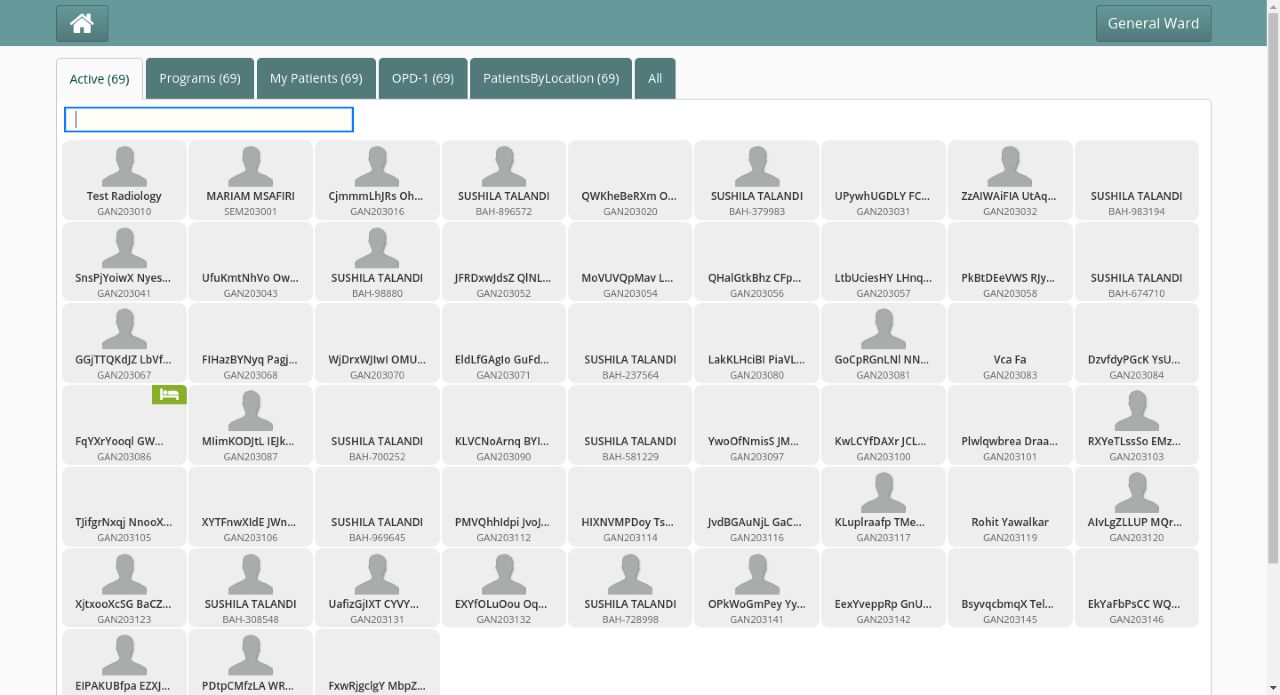 General Ward
Active (69)
Programs (69)
My Patients (69)
OPD-1 (69)
PatientsByLocation (69)
All
Test Radiology
GAN203010
MARIAM MSAFIRI
SEM203001
CjmmmLhJRs Oh...
GAN203016
SUSHILA TALANDI
BAH-896572
QWKheBeRXm O...
GAN203020
SUSHILA TALANDI
BAH-379983
UPywhUGDLY FC...
GAN203031
ZzAIWAiFIA UtAq...
GAN203032
SUSHILA TALANDI
BAH-983194
SnsPjYoiwX Nyes...
GAN203041
UfuKmtNhVo Ow...
GAN203043
SUSHILA TALANDI
BAH-98880
JFRDxwJdsZ QlNL...
GAN203052
MoVUVQpMav L...
GAN203054
QHalGtkBhz CFp...
GAN203056
LtbUciesHY LHnq...
GAN203057
PkBtDEeVWS RJy...
GAN203058
SUSHILA TALANDI
BAH-674710
GGjTTQKdJZ LbVf...
GAN203067
FIHazBYNyq Pagj...
GAN203068
WjDrxWJIwI OMU...
GAN203070
EldLfGAgIo GuFd...
GAN203071
SUSHILA TALANDI
BAH-237564
LakKLHciBI PiaVL...
GAN203080
GoCpRGnLNl NN...
GAN203081
Vca Fa
GAN203083
DzvfdyPGcK YsU...
GAN203084
FqYXrYooql GW...
GAN203086
MlimKODJtL IEJk...
GAN203087
SUSHILA TALANDI
BAH-700252
KLVCNoArnq BYI...
GAN203090
SUSHILA TALANDI
BAH-581229
YwoOfNmisS JM...
GAN203097
KwLCYfDAXr JCL...
GAN203100
Plwlqwbrea Draa...
GAN203101
RXYeTLssSo EMz...
GAN203103
TJifgrNxqj NnooX...
GAN203105
XYTFnwXIdE JWn...
GAN203106
SUSHILA TALANDI
BAH-969645
PMVQhhIdpi JvoJ...
GAN203112
HIXNVMPDoy Ts...
GAN203114
JvdBGAuNjL GaC...
GAN203116
KLuplraafp TMe...
GAN203117
Rohit Yawalkar
GAN203119
AIvLgZLLUP MQr...
GAN203120
XjtxooXcSG BaCZ...
GAN203123
SUSHILA TALANDI
BAH-308548
UafizGjIXT CYVY...
GAN203131
EXYfOLuOou Oq...
GAN203132
SUSHILA TALANDI
BAH-728998
OPkWoGmPey Yy...
GAN203141
EexYveppRp GnU...
GAN203142
BsyvqcbmqX Tel...
GAN203145
EkYaFbPsCC WQ...
GAN203146
EIPAKUBfpa EZXJ...
PDtpCMfzLA WR...
FxwRjgclgY MbpZ...